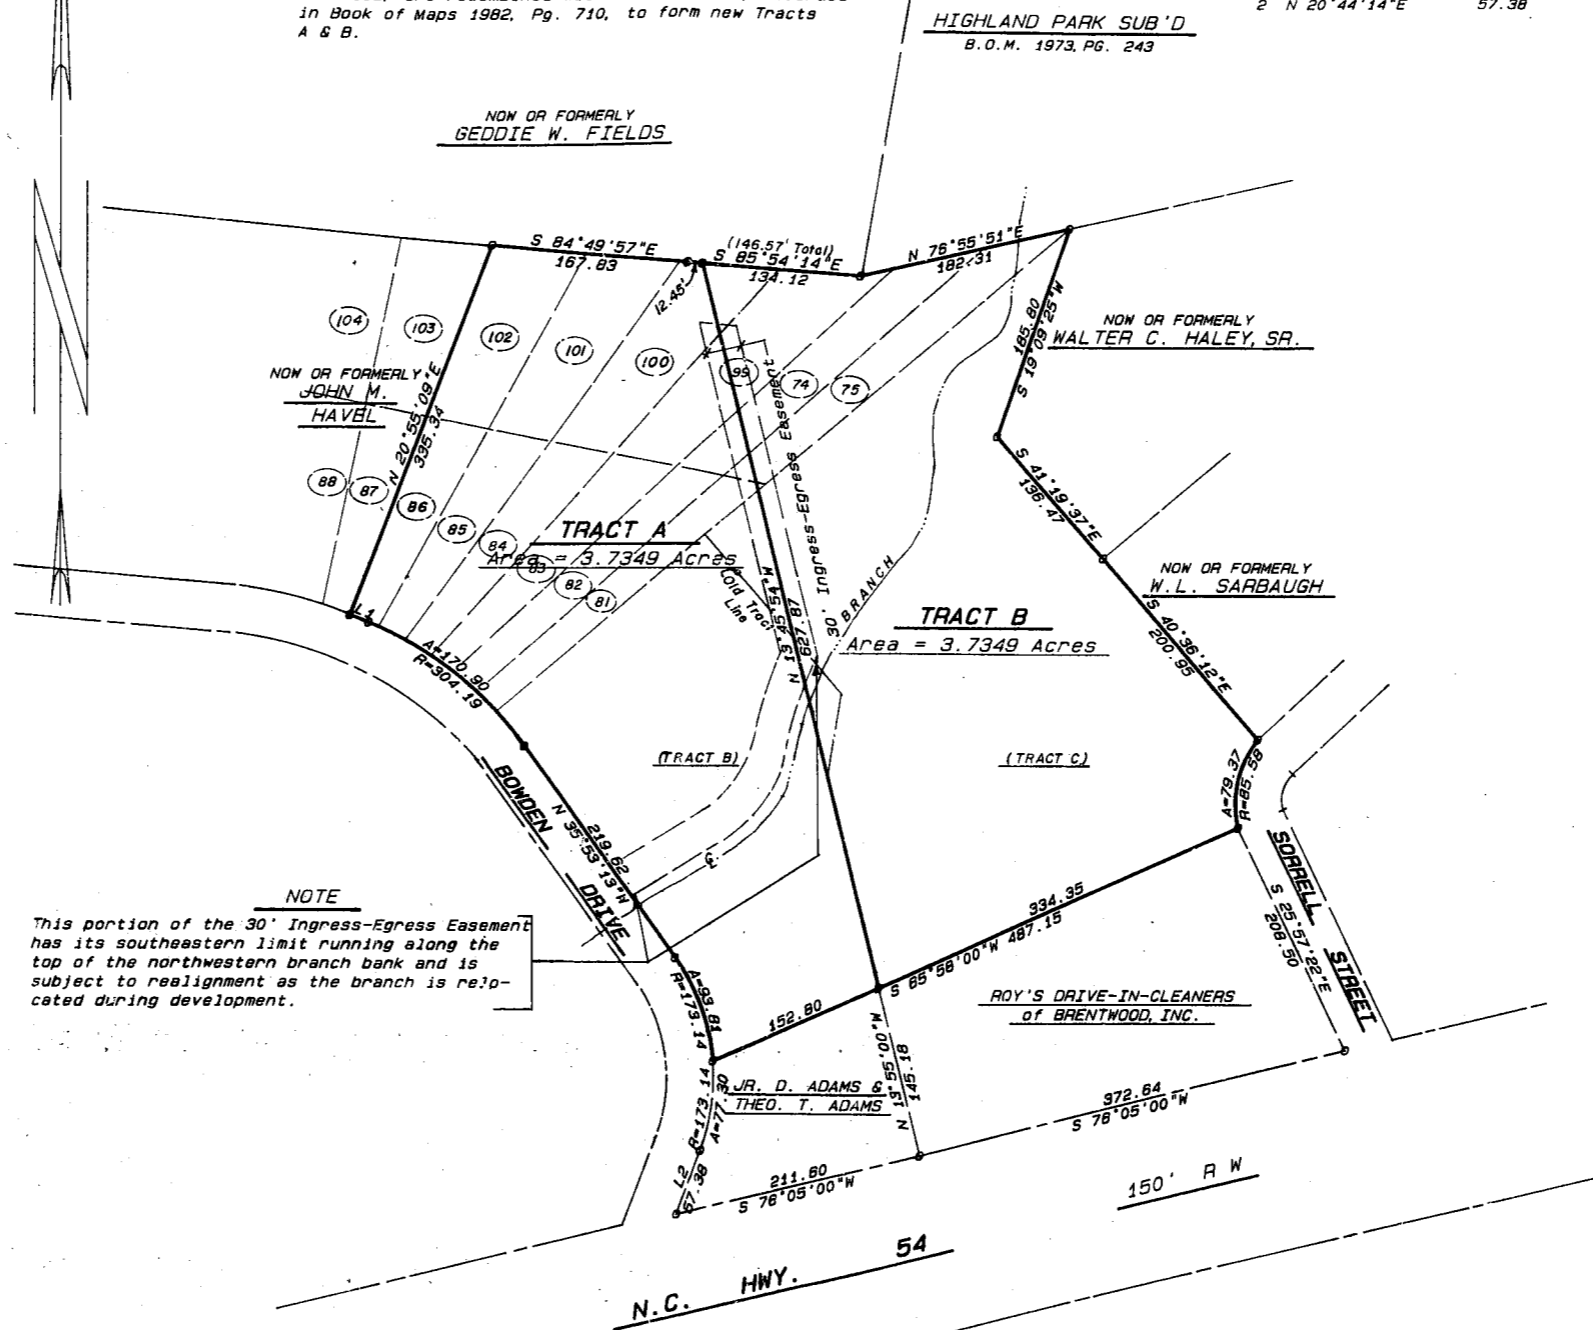 in Book of Maps 1982, Pg. 710, to form new Tracts
A & B.
HIGHLAND PARK SUB'D
B.O.M. 1973, PG. 243
2 N 20°44'14"E 57.38
NOW OR FORMERLY
GEDDIE W. FIELDS
S 84°49'57"E
167.83
(146.57' Total)
S 85°54'14"E
134.12
12.45'
N 76°55'51"E
182.31
185.80
S 19°09'25"W
NOW OR FORMERLY
WALTER C. HALEY, SR.
104
103
102
101
100
99
74
75
NOW OR FORMERLY
JOHN M.
HAVEL
N 20°55'09"E
335.34
88
87
86
85
84
83
82
81
TRACT A
Area = 3.7349 Acres
(Old Tract
Line
30' Ingress-Egress Easement
N 13°45'54"W
627.87
BRANCH
S 41°19'37"E
136.47
NOW OR FORMERLY
W.L. SARBAUGH
TRACT B
Area = 3.7349 Acres
S 40°36'12"E
200.95
L1
A=170.90
R=304.19
(TRACT B)
(TRACT C)
A=79.37
R=85.58
BOWDEN
DRIVE
219.62
N 35°53'13"W
SORRELL
STREET
S 25°57'22"E
208.50
NOTE
This portion of the 30' Ingress-Egress Easement
has its southeastern limit running along the
top of the northwestern branch bank and is
subject to realignment as the branch is relo-
cated during development.
334.35
S 65°58'00"W 487.15
152.80
A=93.81
R=173.14
ROY'S DRIVE-IN-CLEANERS
of BRENTWOOD, INC.
JR. D. ADAMS &
THEO. T. ADAMS
N 13°55'00"W
145.18
R=173.14
A=77.30
L2
57.38
211.60
S 76°05'00"W
372.64
S 76°05'00"W
150' R W
N.C. HWY. 54